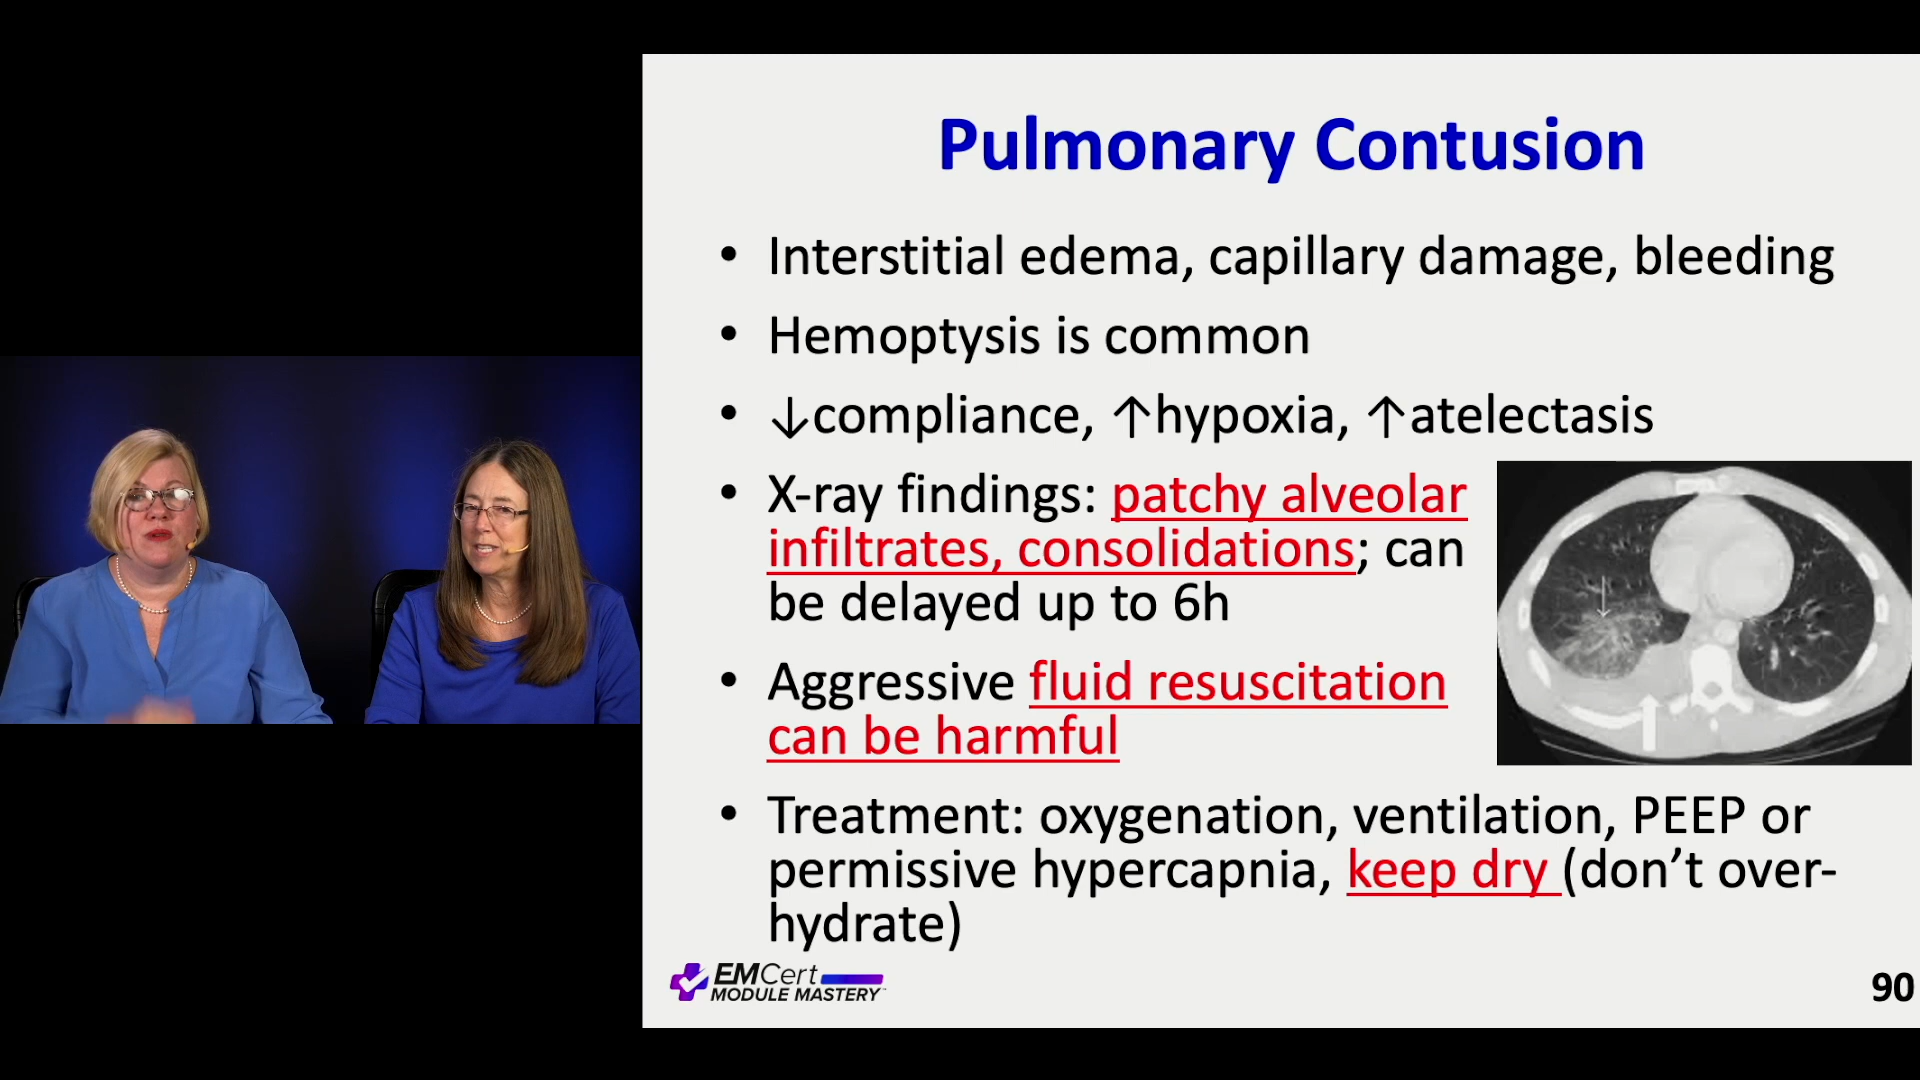 Pulmonary Contusion
• Interstitial edema, capillary damage, bleeding
• Hemoptysis is common
• ↓compliance, ↑hypoxia, ↑atelectasis
• X-ray findings: patchy alveolar
infiltrates, consolidations; can
be delayed up to 6h
• Aggressive fluid resuscitation
can be harmful
• Treatment: oxygenation, ventilation, PEEP or
permissive hypercapnia, keep dry (don’t over-
hydrate)
EMCert
MODULE MASTERY™
90